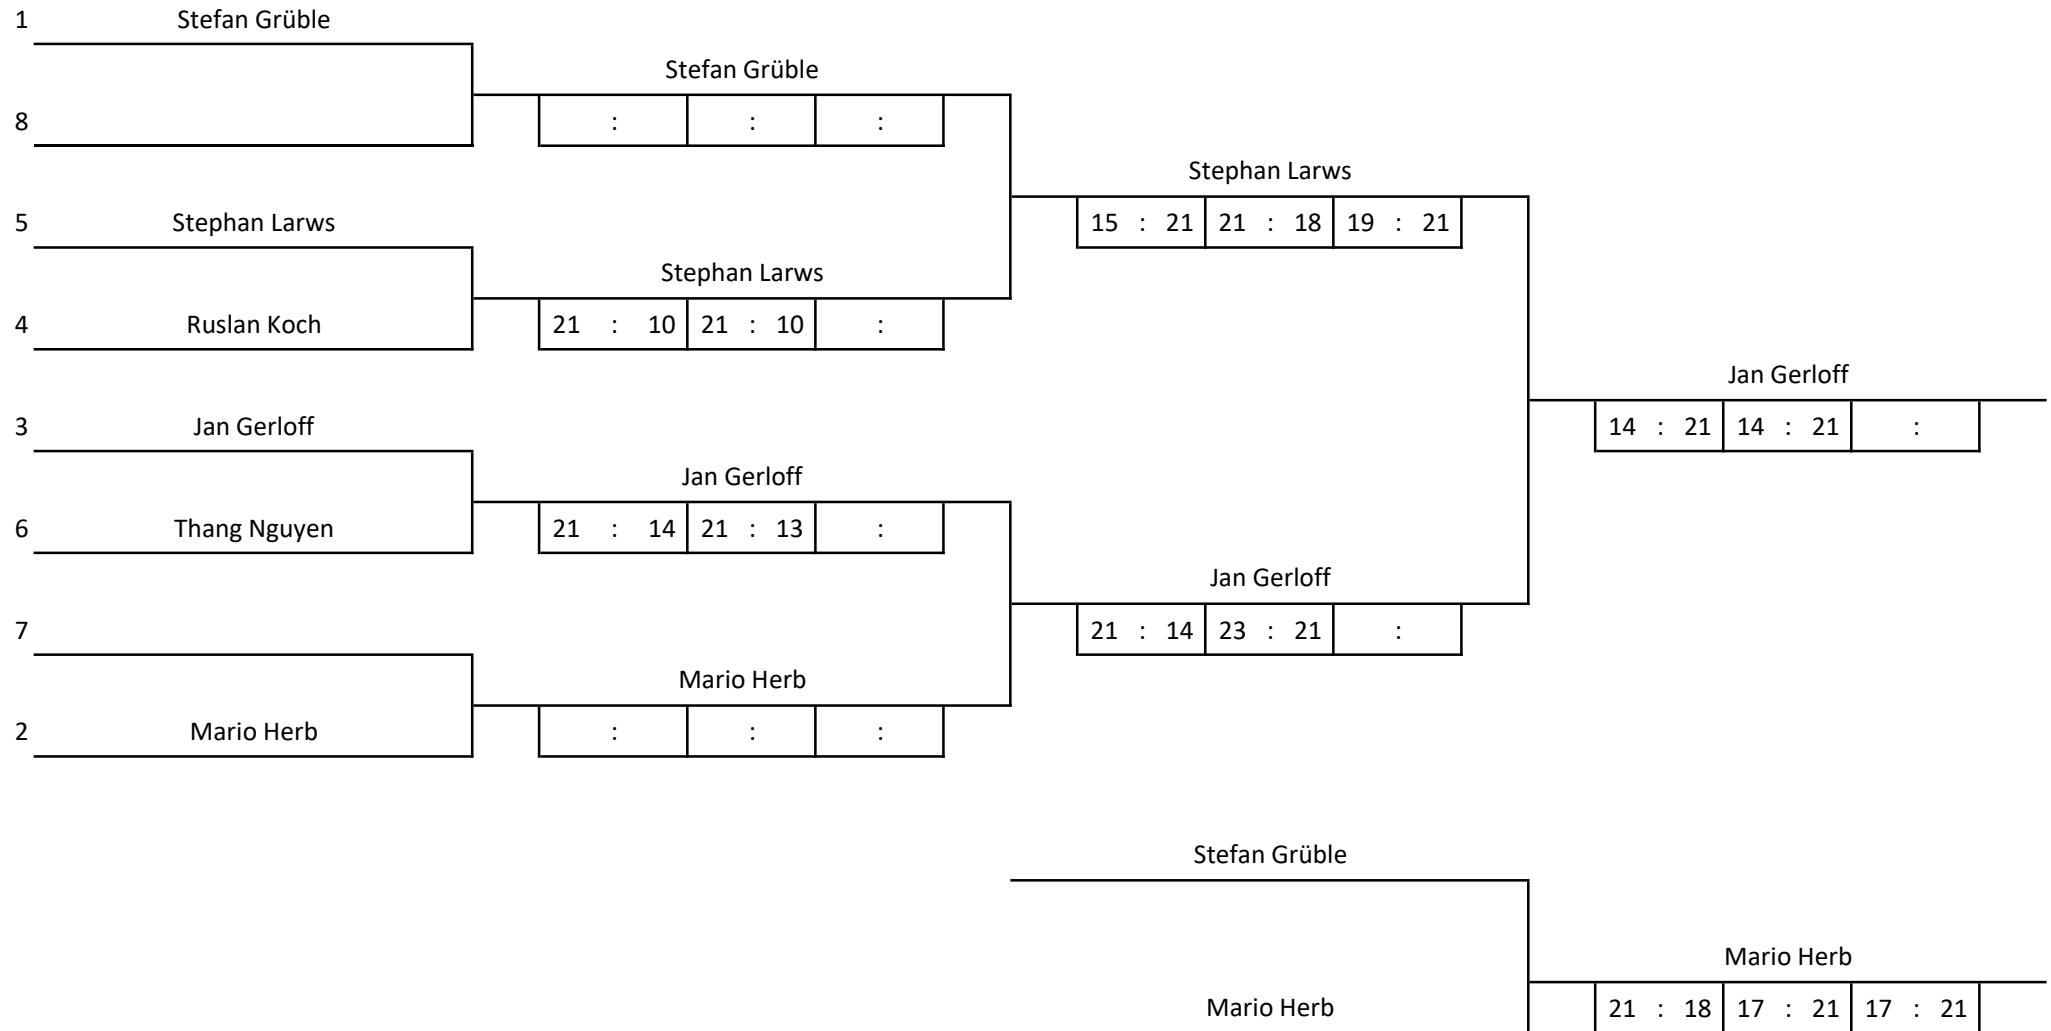 1 Stefan Grüble
Stefan Grüble
8 : : :
Stephan Larws
5 Stephan Larws 15 : 21 21 : 18 19 : 21
Stephan Larws
4 Ruslan Koch 21 : 10 21 : 10 :
Jan Gerloff
3 Jan Gerloff 14 : 21 14 : 21 :
Jan Gerloff
6 Thang Nguyen 21 : 14 21 : 13 :
Jan Gerloff
7 21 : 14 23 : 21 :
Mario Herb
2 Mario Herb : : :
Stefan Grüble
Mario Herb
Mario Herb 21 : 18 17 : 21 17 : 21